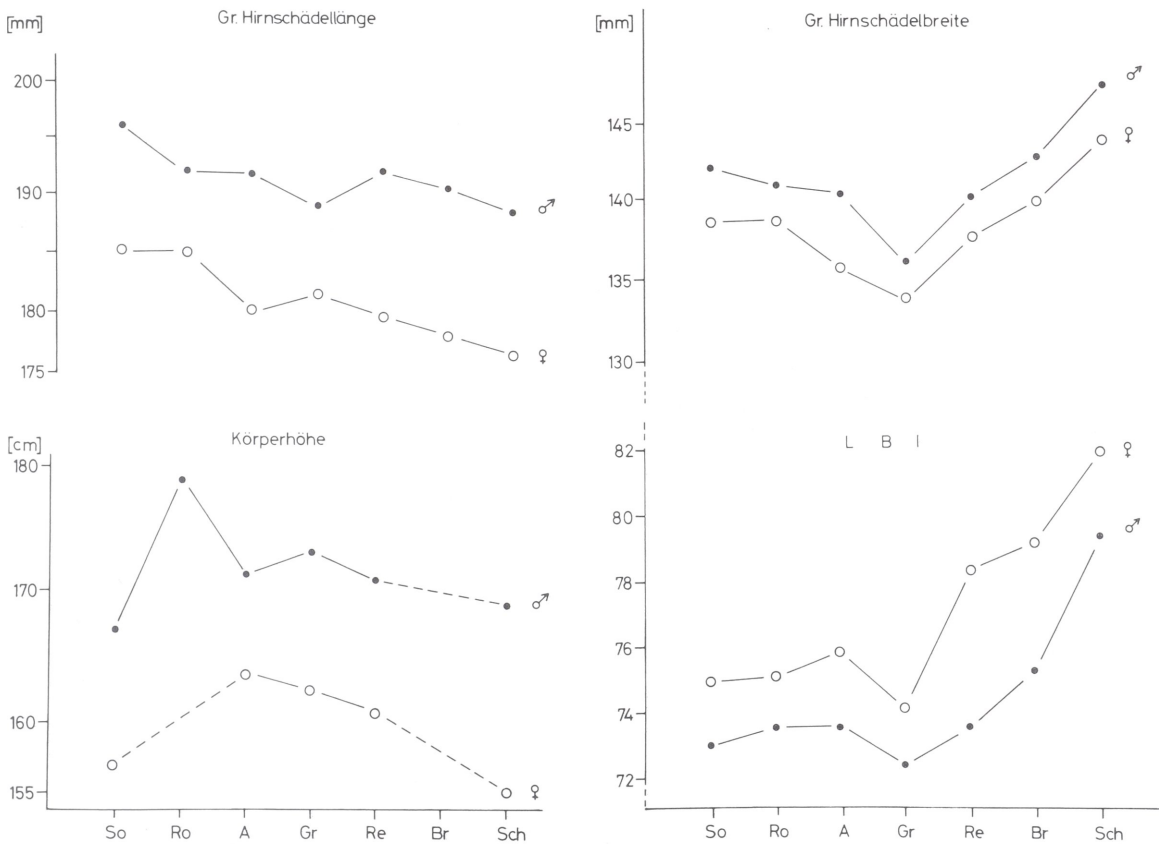 [mm]
Gr. Hirnschädellänge
200
190
180
175
♂
♀
[mm]
Gr. Hirnschädelbreite
145
140
135
130
♂
♀
[cm]
Körperhöhe
180
170
160
155
♂
♀
So Ro A Gr Re Br Sch
L B I
82
80
78
76
74
72
♀
♂
So Ro A Gr Re Br Sch